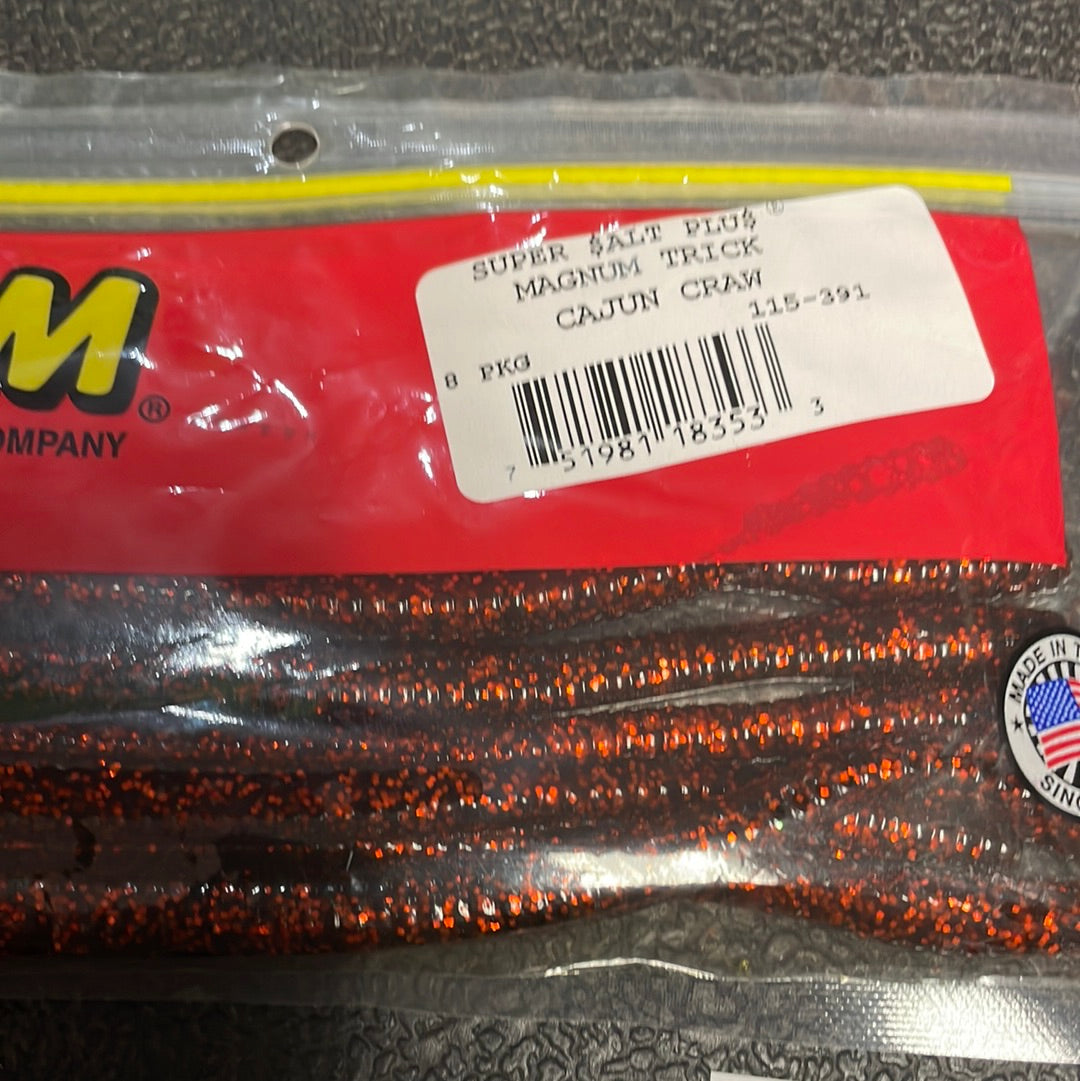 SUPER $ALT PLU$®
MAGNUM TRICK
CAJUN CRAW
115-391
8 PKG
7 51981 18353 3
M®
OMPANY
MADE IN T
SINC